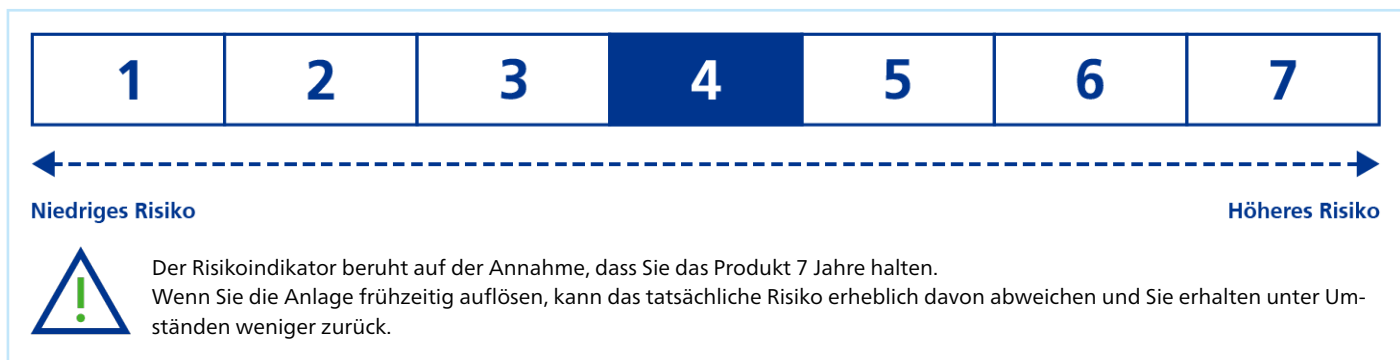 1 2 3 4 5 6 7
Niedriges Risiko Höheres Risiko
Der Risikoindikator beruht auf der Annahme, dass Sie das Produkt 7 Jahre halten.
Wenn Sie die Anlage frühzeitig auflösen, kann das tatsächliche Risiko erheblich davon abweichen und Sie erhalten unter Um-
ständen weniger zurück.